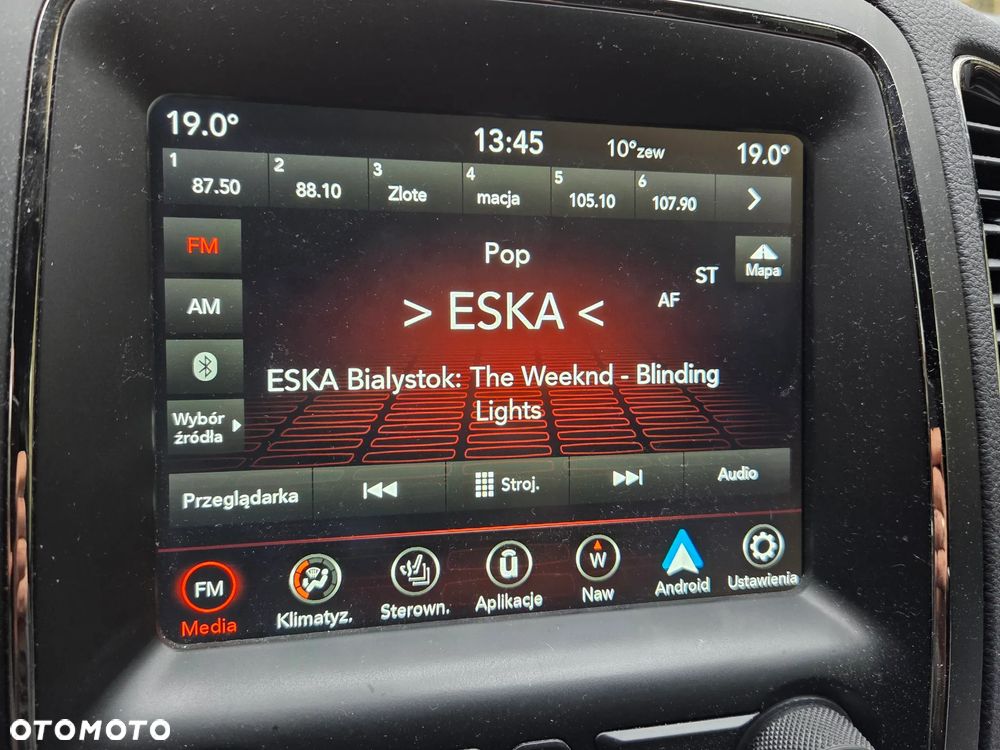 19.0°
13:45
10°zew
19.0°
1 87.50
2 88.10
3 Zlote
4 macja
5 105.10
6 107.90
FM
Pop
Mapa
ST
AF
AM
> ESKA <
ESKA Bialystok: The Weeknd - Blinding
Lights
Wybór
źródła
Przeglądarka
Stroj.
Audio
FM
Media
Klimatyz.
Sterown.
Aplikacje
W
Naw
Android
Ustawienia
OTOMOTO